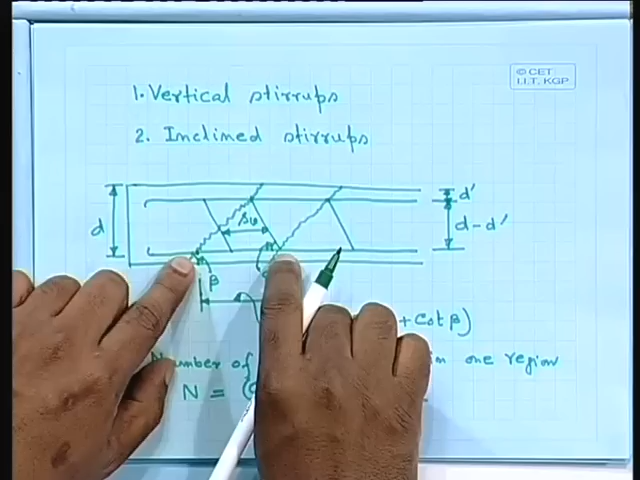 © CET
I.I.T. KGP
1. Vertical stirrups
2. Inclined stirrups
d'
d
d - d'
β
+ Cot β)
Number of
in one region
N = (